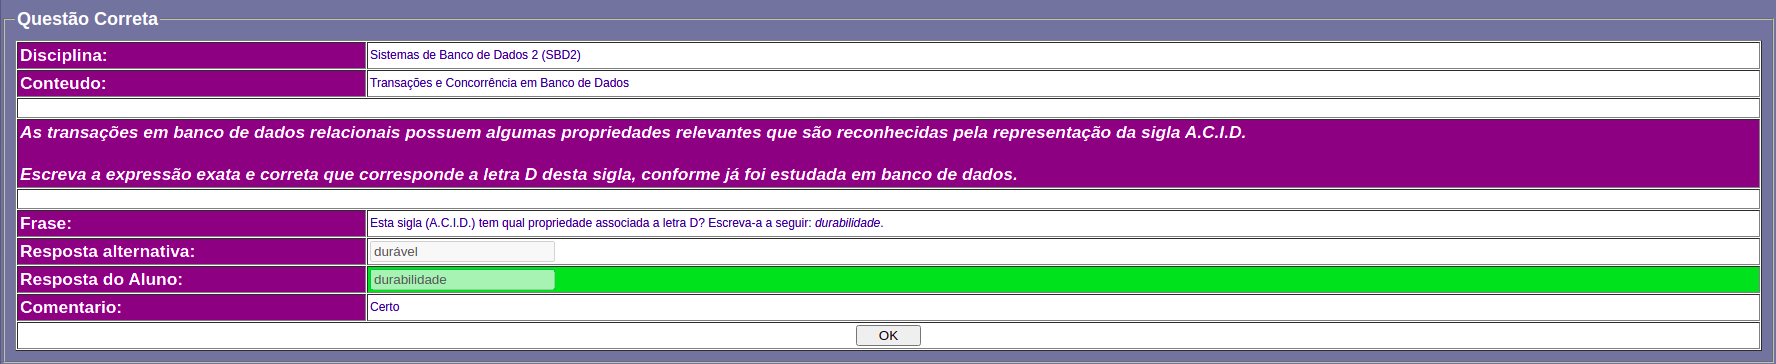 Questão Correta
Disciplina: Sistemas de Banco de Dados 2 (SBD2)
Conteudo: Transações e Concorrência em Banco de Dados
As transações em banco de dados relacionais possuem algumas propriedades relevantes que são reconhecidas pela representação da sigla A.C.I.D.
Escreva a expressão exata e correta que corresponde a letra D desta sigla, conforme já foi estudada em banco de dados.
Frase: Esta sigla (A.C.I.D.) tem qual propriedade associada a letra D? Escreva-a a seguir: durabilidade.
Resposta alternativa: durável
Resposta do Aluno: durabilidade
Comentario: Certo
OK